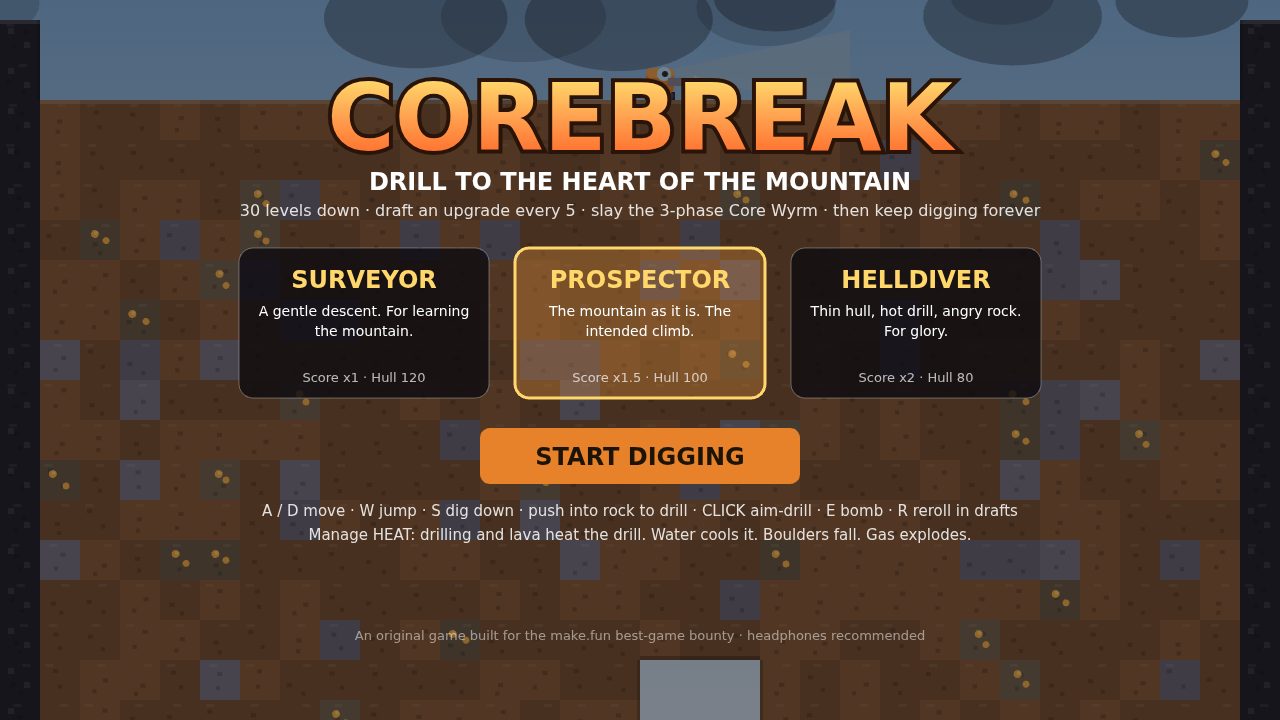 COREBREAK
DRILL TO THE HEART OF THE MOUNTAIN
30 levels down · draft an upgrade every 5 · slay the 3-phase Core Wyrm · then keep digging forever
SURVEYOR
A gentle descent. For learning
the mountain.
Score x1 · Hull 120
PROSPECTOR
The mountain as it is. The
intended climb.
Score x1.5 · Hull 100
HELLDIVER
Thin hull, hot drill, angry rock.
For glory.
Score x2 · Hull 80
START DIGGING
A / D move · W jump · S dig down · push into rock to drill · CLICK aim-drill · E bomb · R reroll in drafts
Manage HEAT: drilling and lava heat the drill. Water cools it. Boulders fall. Gas explodes.
An original game built for the make.fun best-game bounty · headphones recommended